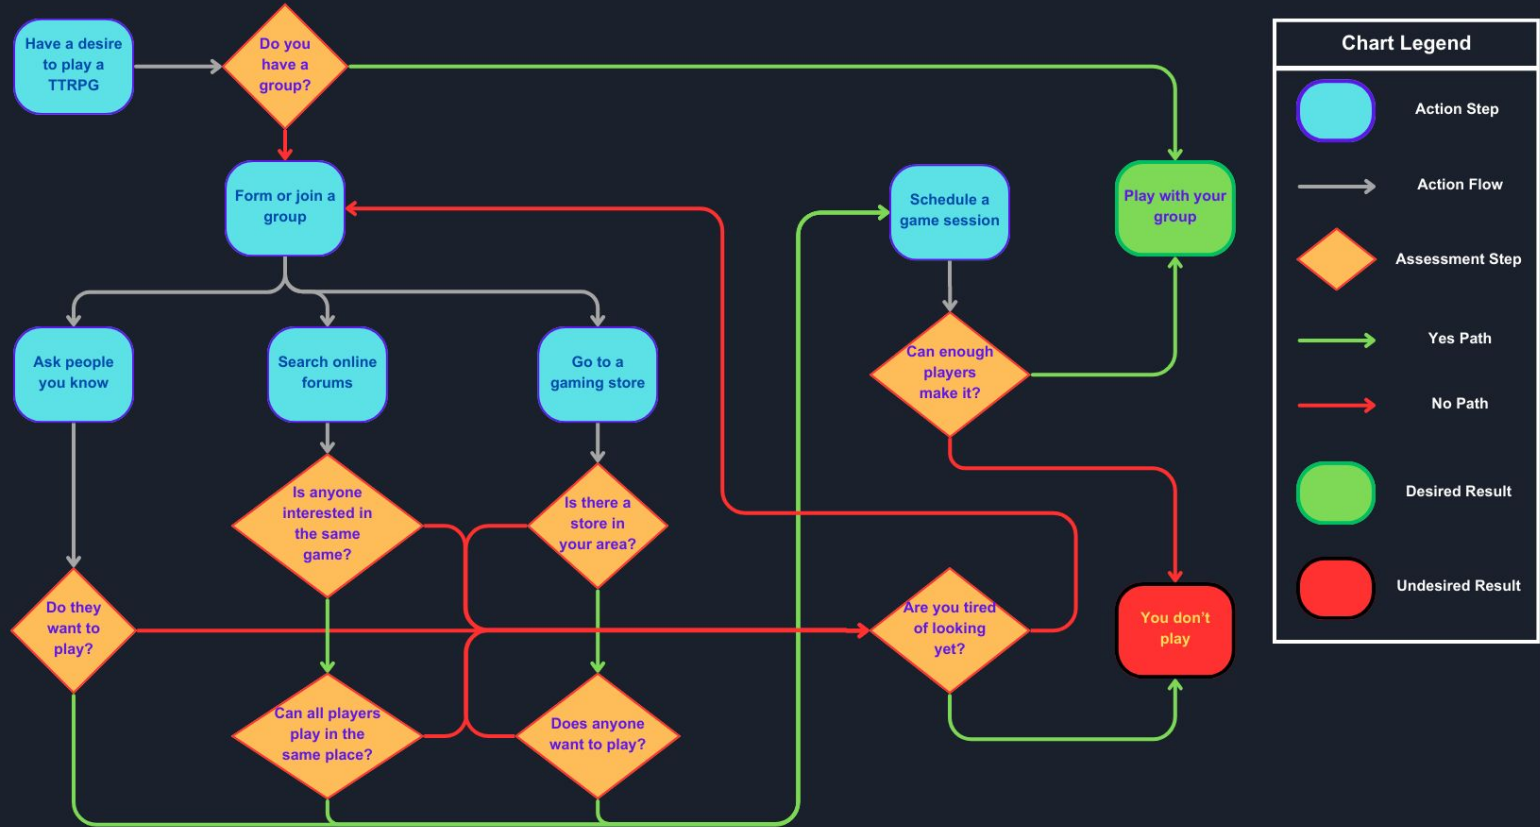 Have a desire
to play a
TTRPG
Do you
have a
group?
Form or join a
group
Schedule a
game session
Play with your
group
Ask people
you know
Search online
forums
Go to a
gaming store
Can enough
players
make it?
Is anyone
interested in
the same
game?
Is there a
store in
your area?
Do they
want to
play?
Are you tired
of looking
yet?
You don't
play
Can all players
play in the
same place?
Does anyone
want to play?
Chart Legend
Action Step
Action Flow
Assessment Step
Yes Path
No Path
Desired Result
Undesired Result